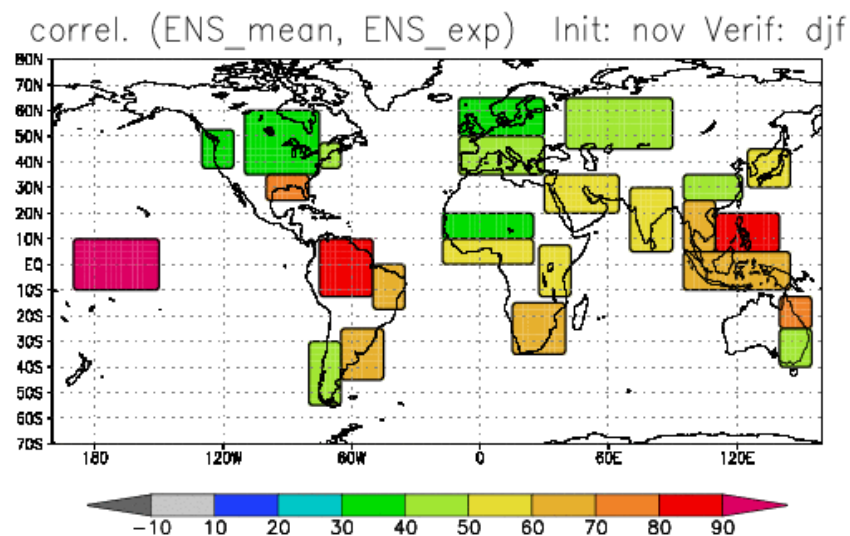 correl. (ENS_mean, ENS_exp) Init: nov Verif: djf
80N
70N
60N
50N
40N
30N
20N
10N
EQ
10S
20S
30S
40S
50S
60S
70S
180 120W 60W 0 60E 120E
-10 10 20 30 40 50 60 70 80 90